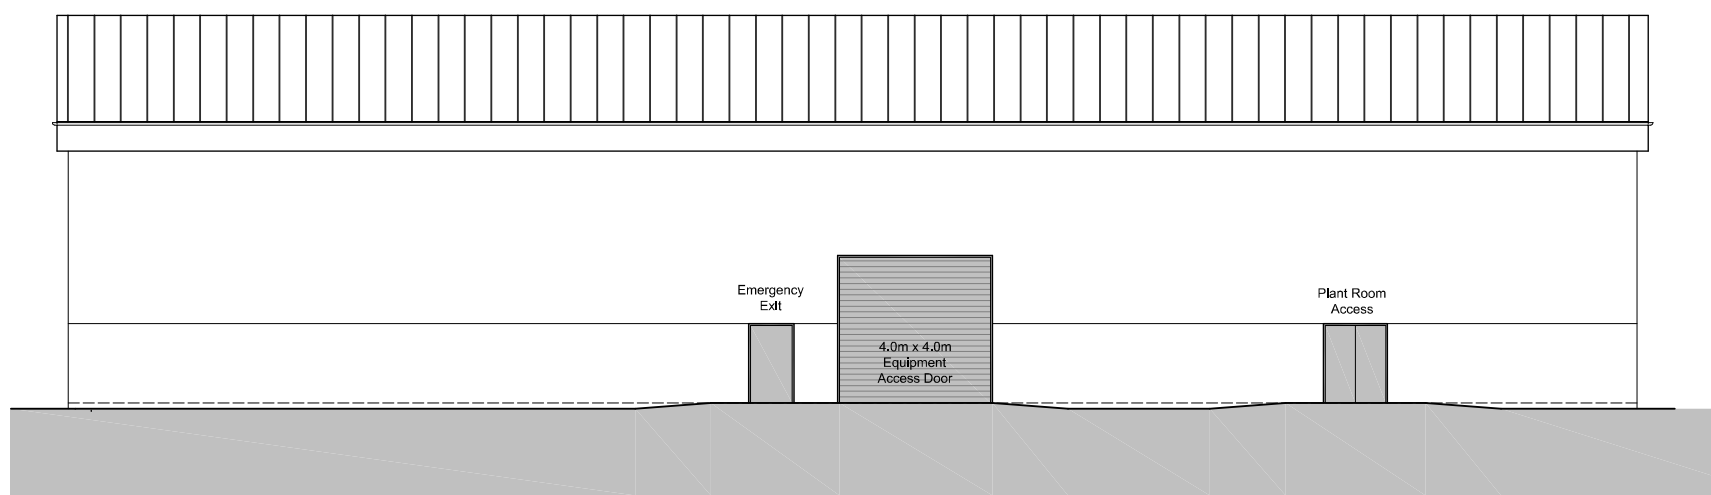 Emergency
Exit
4.0m x 4.0m
Equipment
Access Door
Plant Room
Access